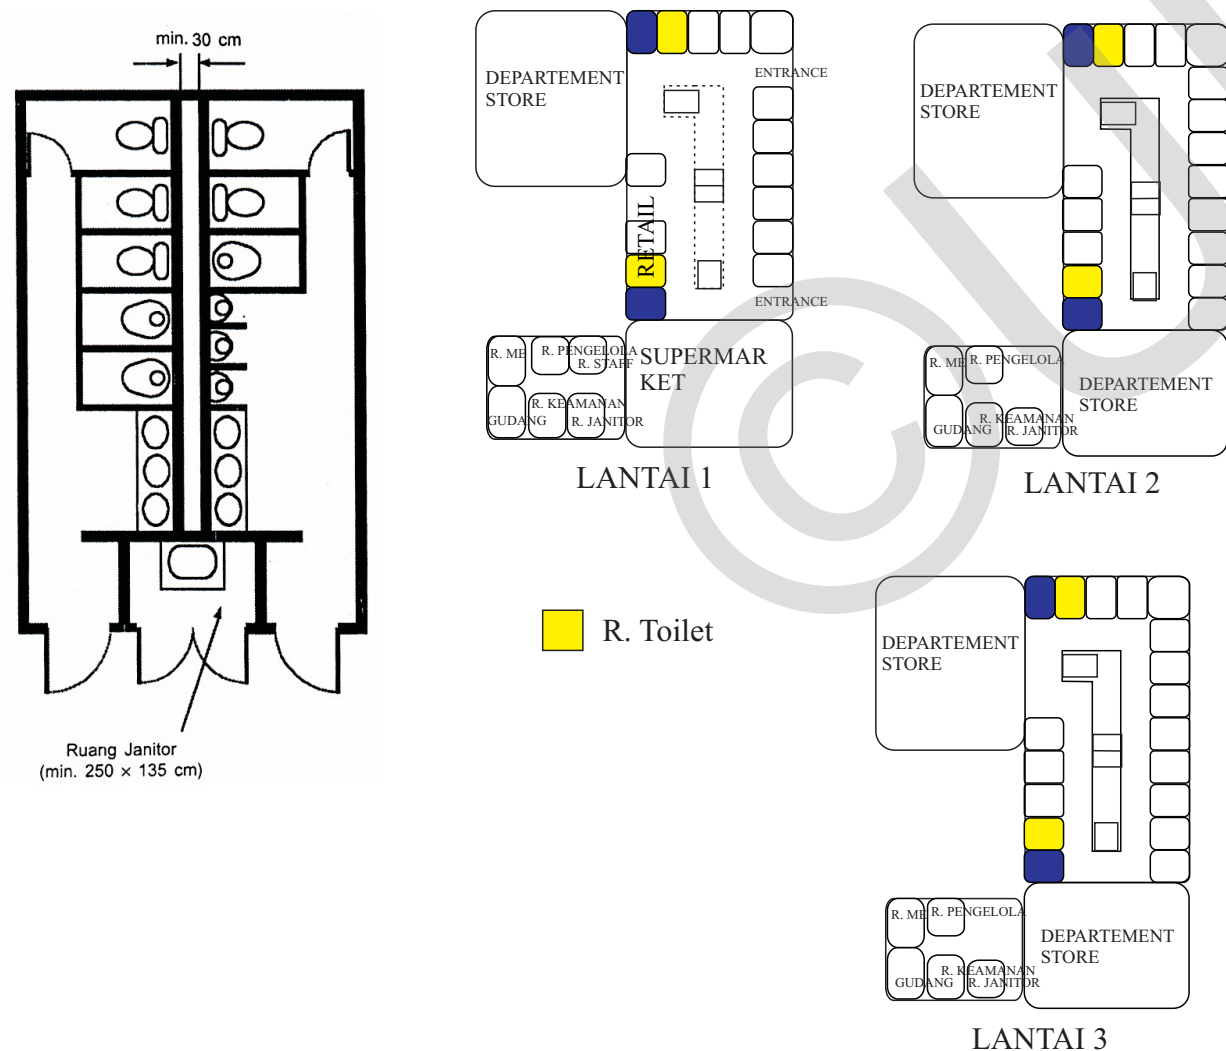 min. 30 cm
Ruang Janitor
(min. 250 × 135 cm)
DEPARTEMENT
STORE
ENTRANCE
RETAIL
ENTRANCE
R. ME
R. PENGELOLA
R. STAFF
GUDANG
R. KEAMANAN
R. JANITOR
SUPERMAR
KET
LANTAI 1
DEPARTEMENT
STORE
R. ME
R. PENGELOLA
GUDANG
R. KEAMANAN
R. JANITOR
DEPARTEMENT
STORE
LANTAI 2
R. Toilet
DEPARTEMENT
STORE
R. ME
R. PENGELOLA
GUDANG
R. KEAMANAN
R. JANITOR
DEPARTEMENT
STORE
LANTAI 3